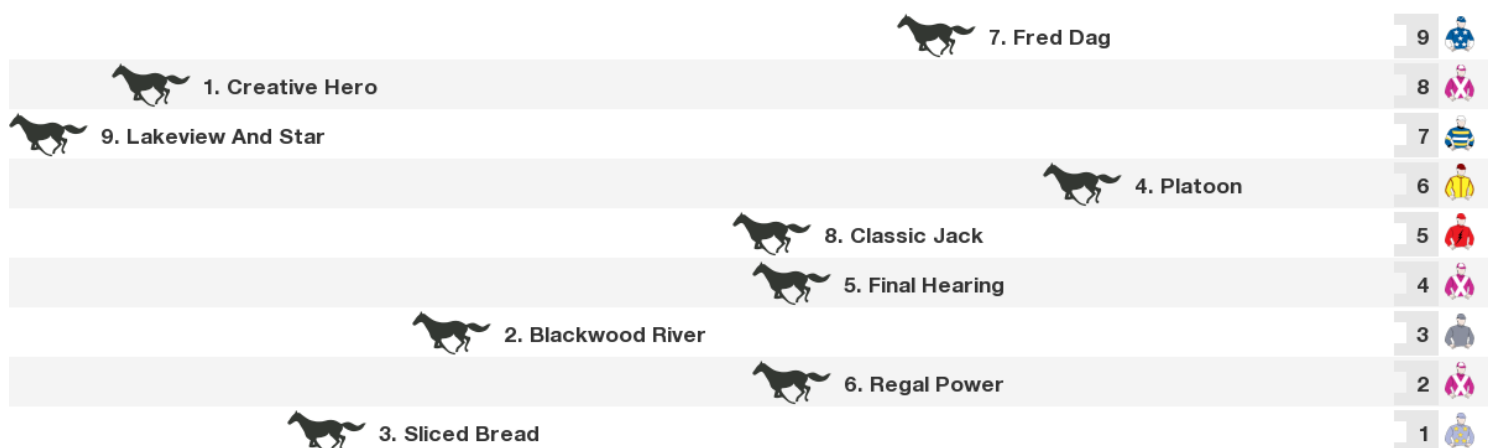 7. Fred Dag 9
1. Creative Hero 8
9. Lakeview And Star 7
4. Platoon 6
8. Classic Jack 5
5. Final Hearing 4
2. Blackwood River 3
6. Regal Power 2
3. Sliced Bread 1